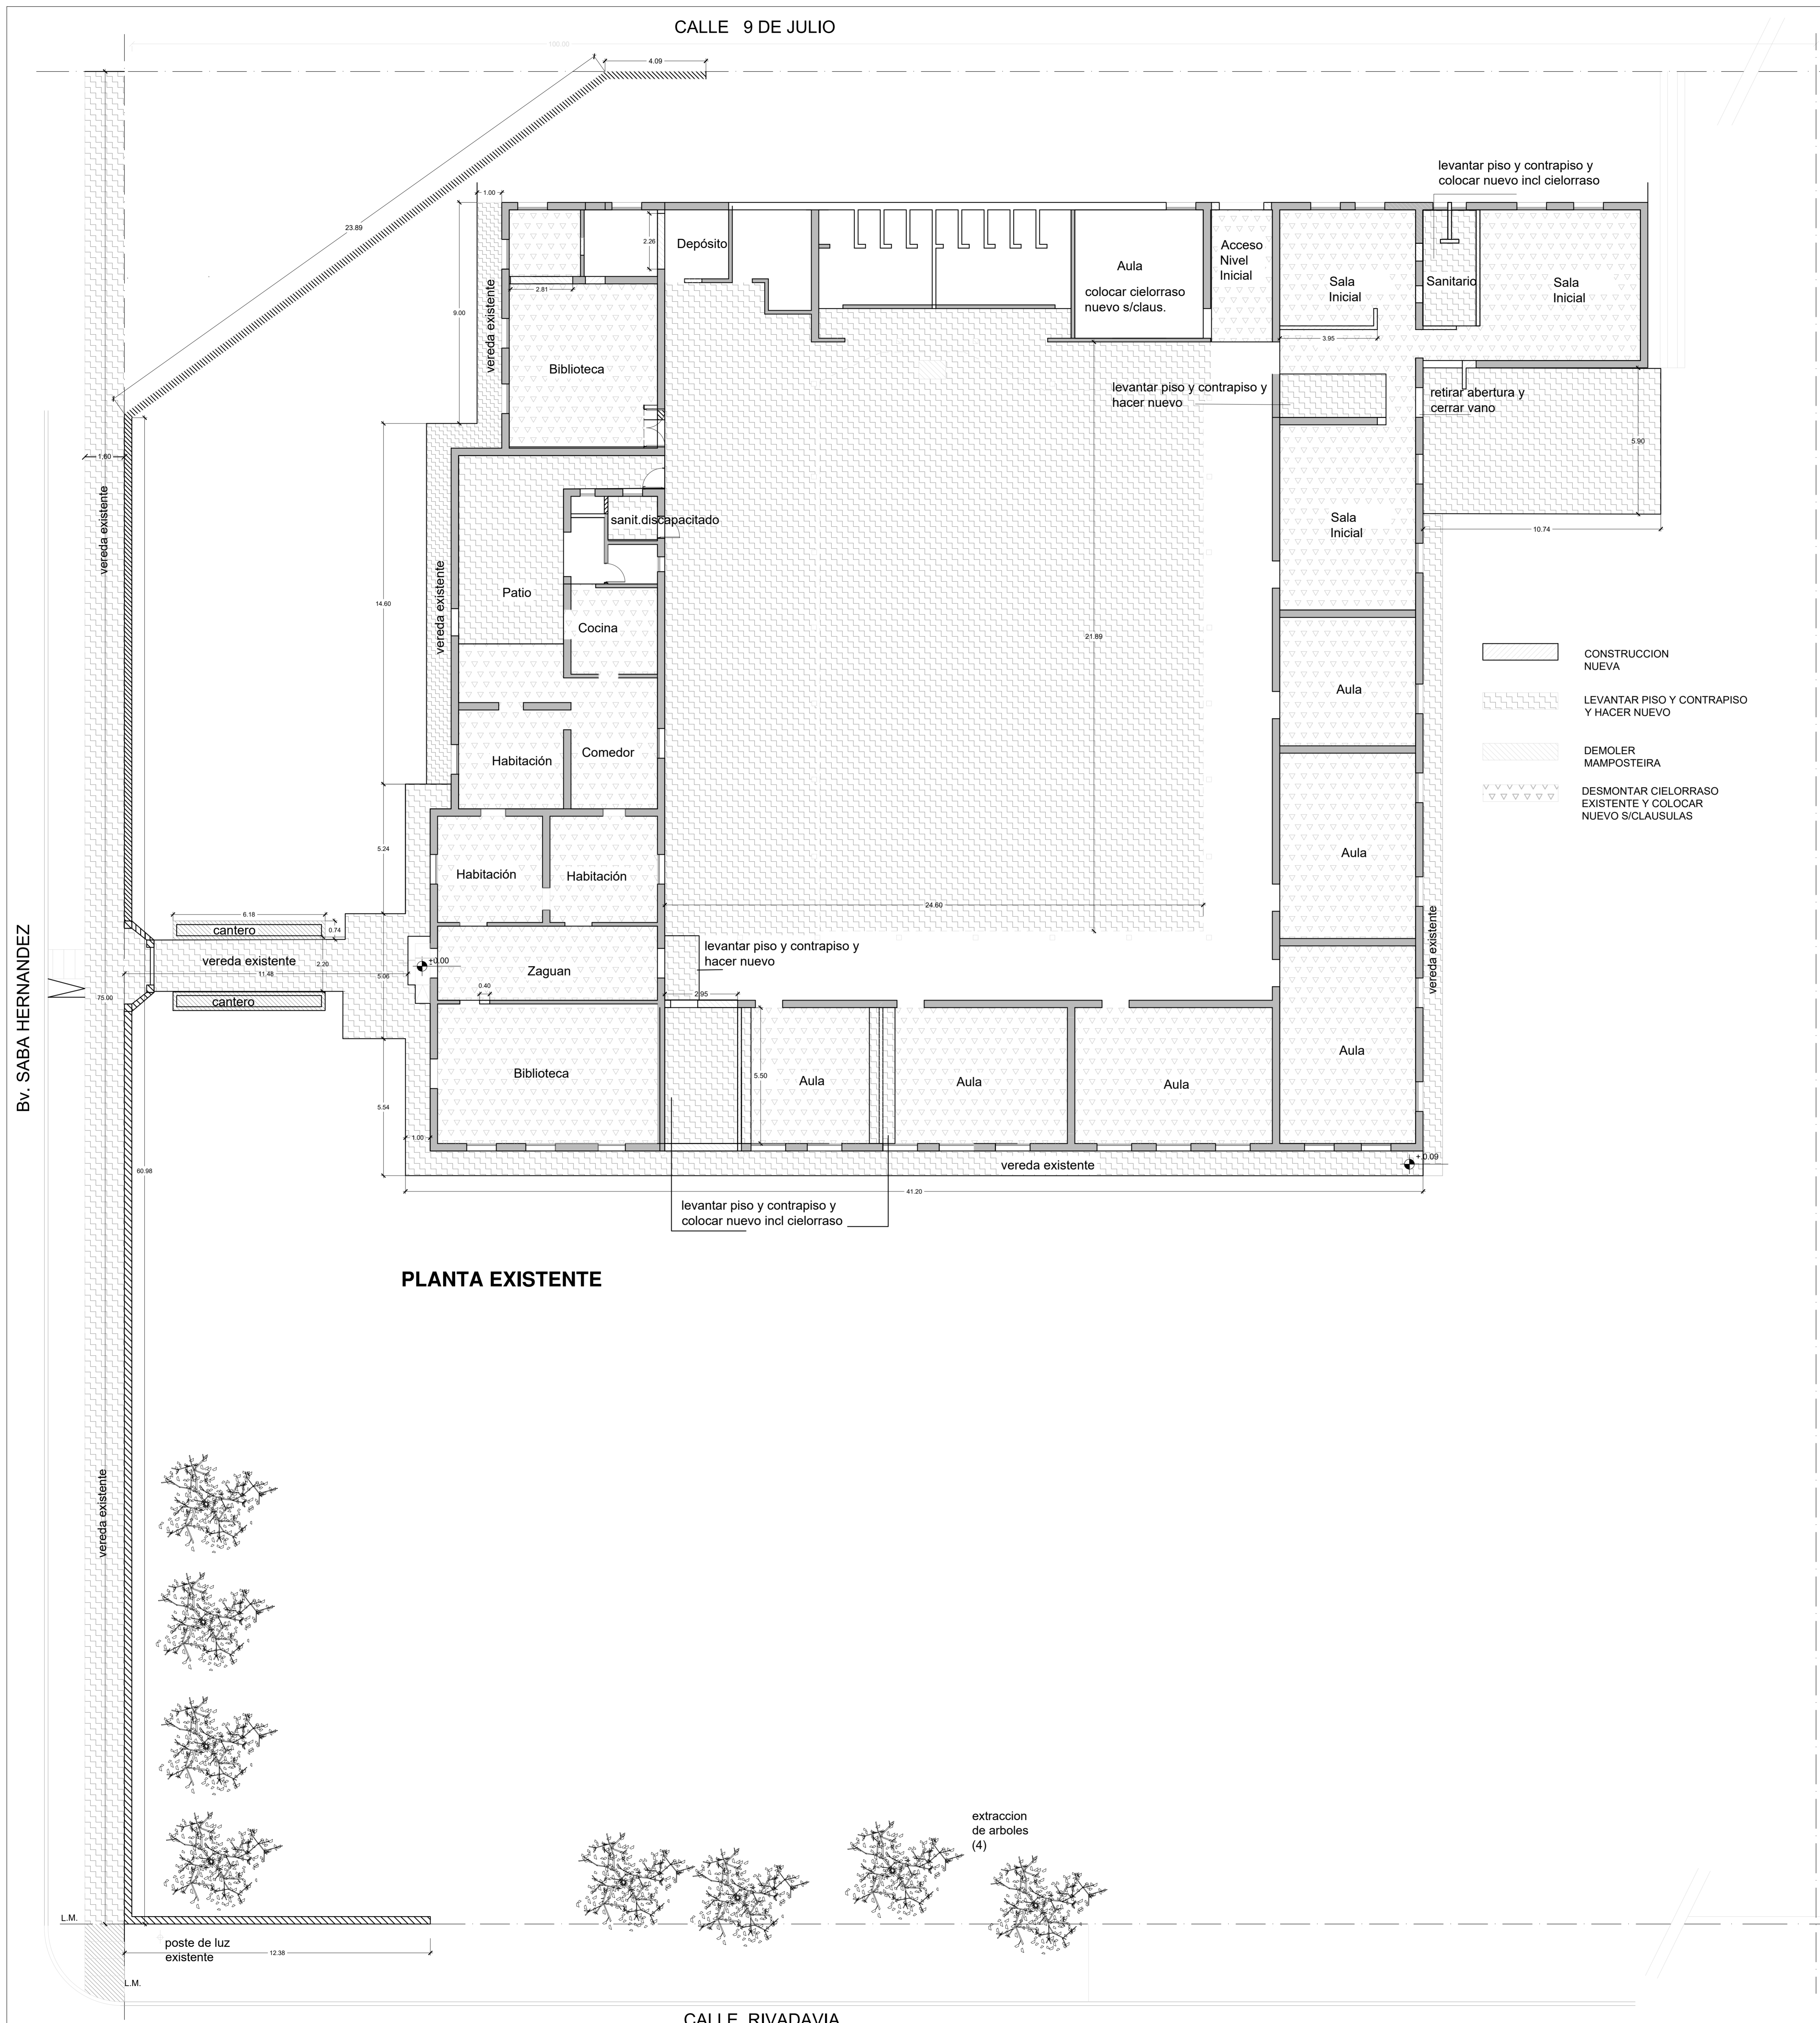 CALLE 9 DE JULIO
100.00
4.09
levantar piso y contrapiso y
colocar nuevo incl cielorraso
1.00
23.89
2.26
Depósito
Acceso
Nivel
Inicial
Aula
colocar cielorraso
nuevo s/claus.
Sala
Inicial
Sanitario
Sala
Inicial
2.81
9.00
vereda existente
3.95
Biblioteca
levantar piso y contrapiso y
hacer nuevo
retirar abertura y
cerrar vano
5.90
1.60
vereda existente
sanit.discapacitado
Sala
Inicial
10.74
Patio
vereda existente
14.60
Cocina
21.89
CONSTRUCCION
NUEVA
LEVANTAR PISO Y CONTRAPISO
Y HACER NUEVO
Aula
Comedor
Habitación
DEMOLER
MAMPOSTEIRA
DESMONTAR CIELORRASO
EXISTENTE Y COLOCAR
NUEVO S/CLAUSULAS
5.24
Habitación
Habitación
Aula
24.60
6.18
cantero
0.74
levantar piso y contrapiso y
hacer nuevo
vereda existente
vereda existente
11.48
2.20
5.06
+0.00
Zaguan
Bv. SABA HERNANDEZ
75.00
cantero
0.40
2.95
Aula
Biblioteca
5.50
Aula
Aula
Aula
5.54
1.00
60.98
vereda existente
+ 0.09
41.20
levantar piso y contrapiso y
colocar nuevo incl cielorraso
PLANTA EXISTENTE
vereda existente
extraccion
de arboles
(4)
L.M.
poste de luz
existente
12.38
L.M.
CALLE RIVADAVIA